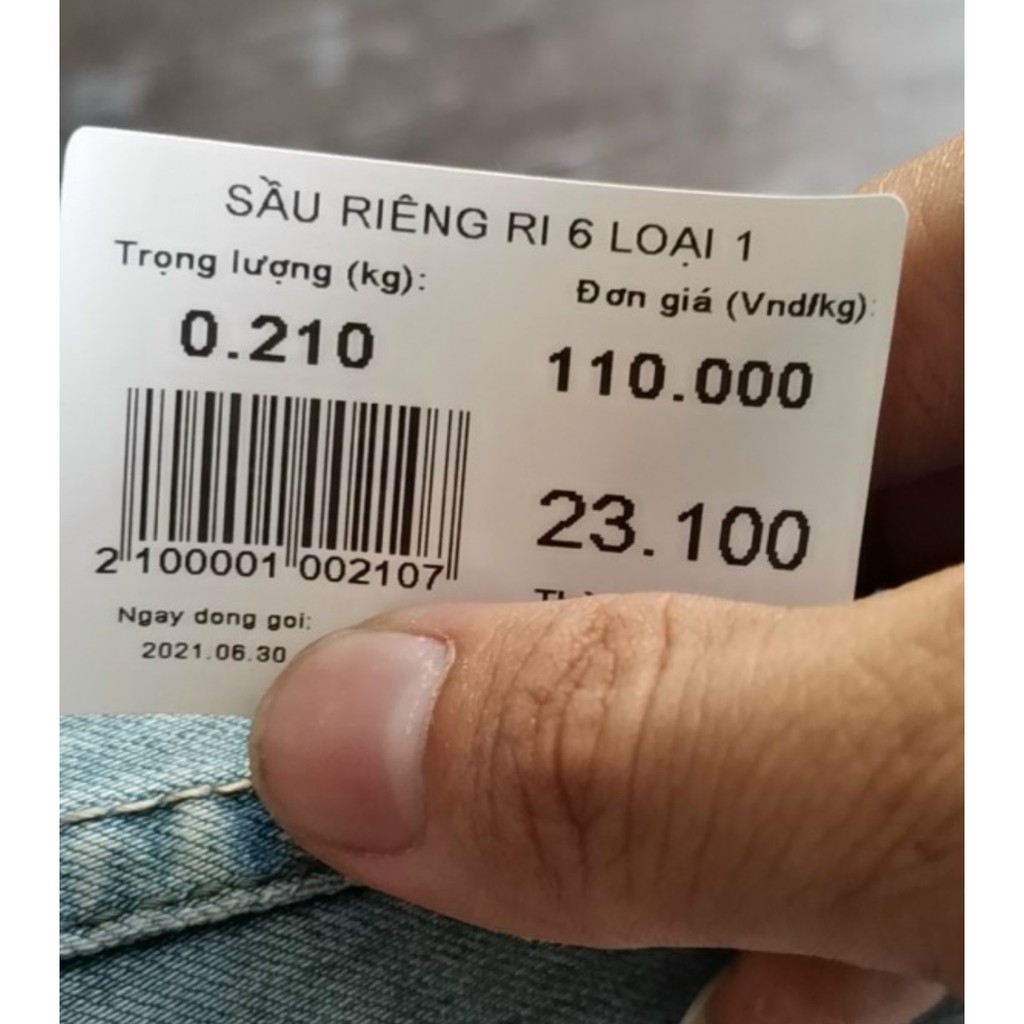 SẦU RIÊNG RI 6 LOẠI 1
Trọng lượng (kg):
Đơn giá (Vnd/kg):
0.210
110.000
23.100
2 100001 002107
Ngay dong goi:
2021.06.30